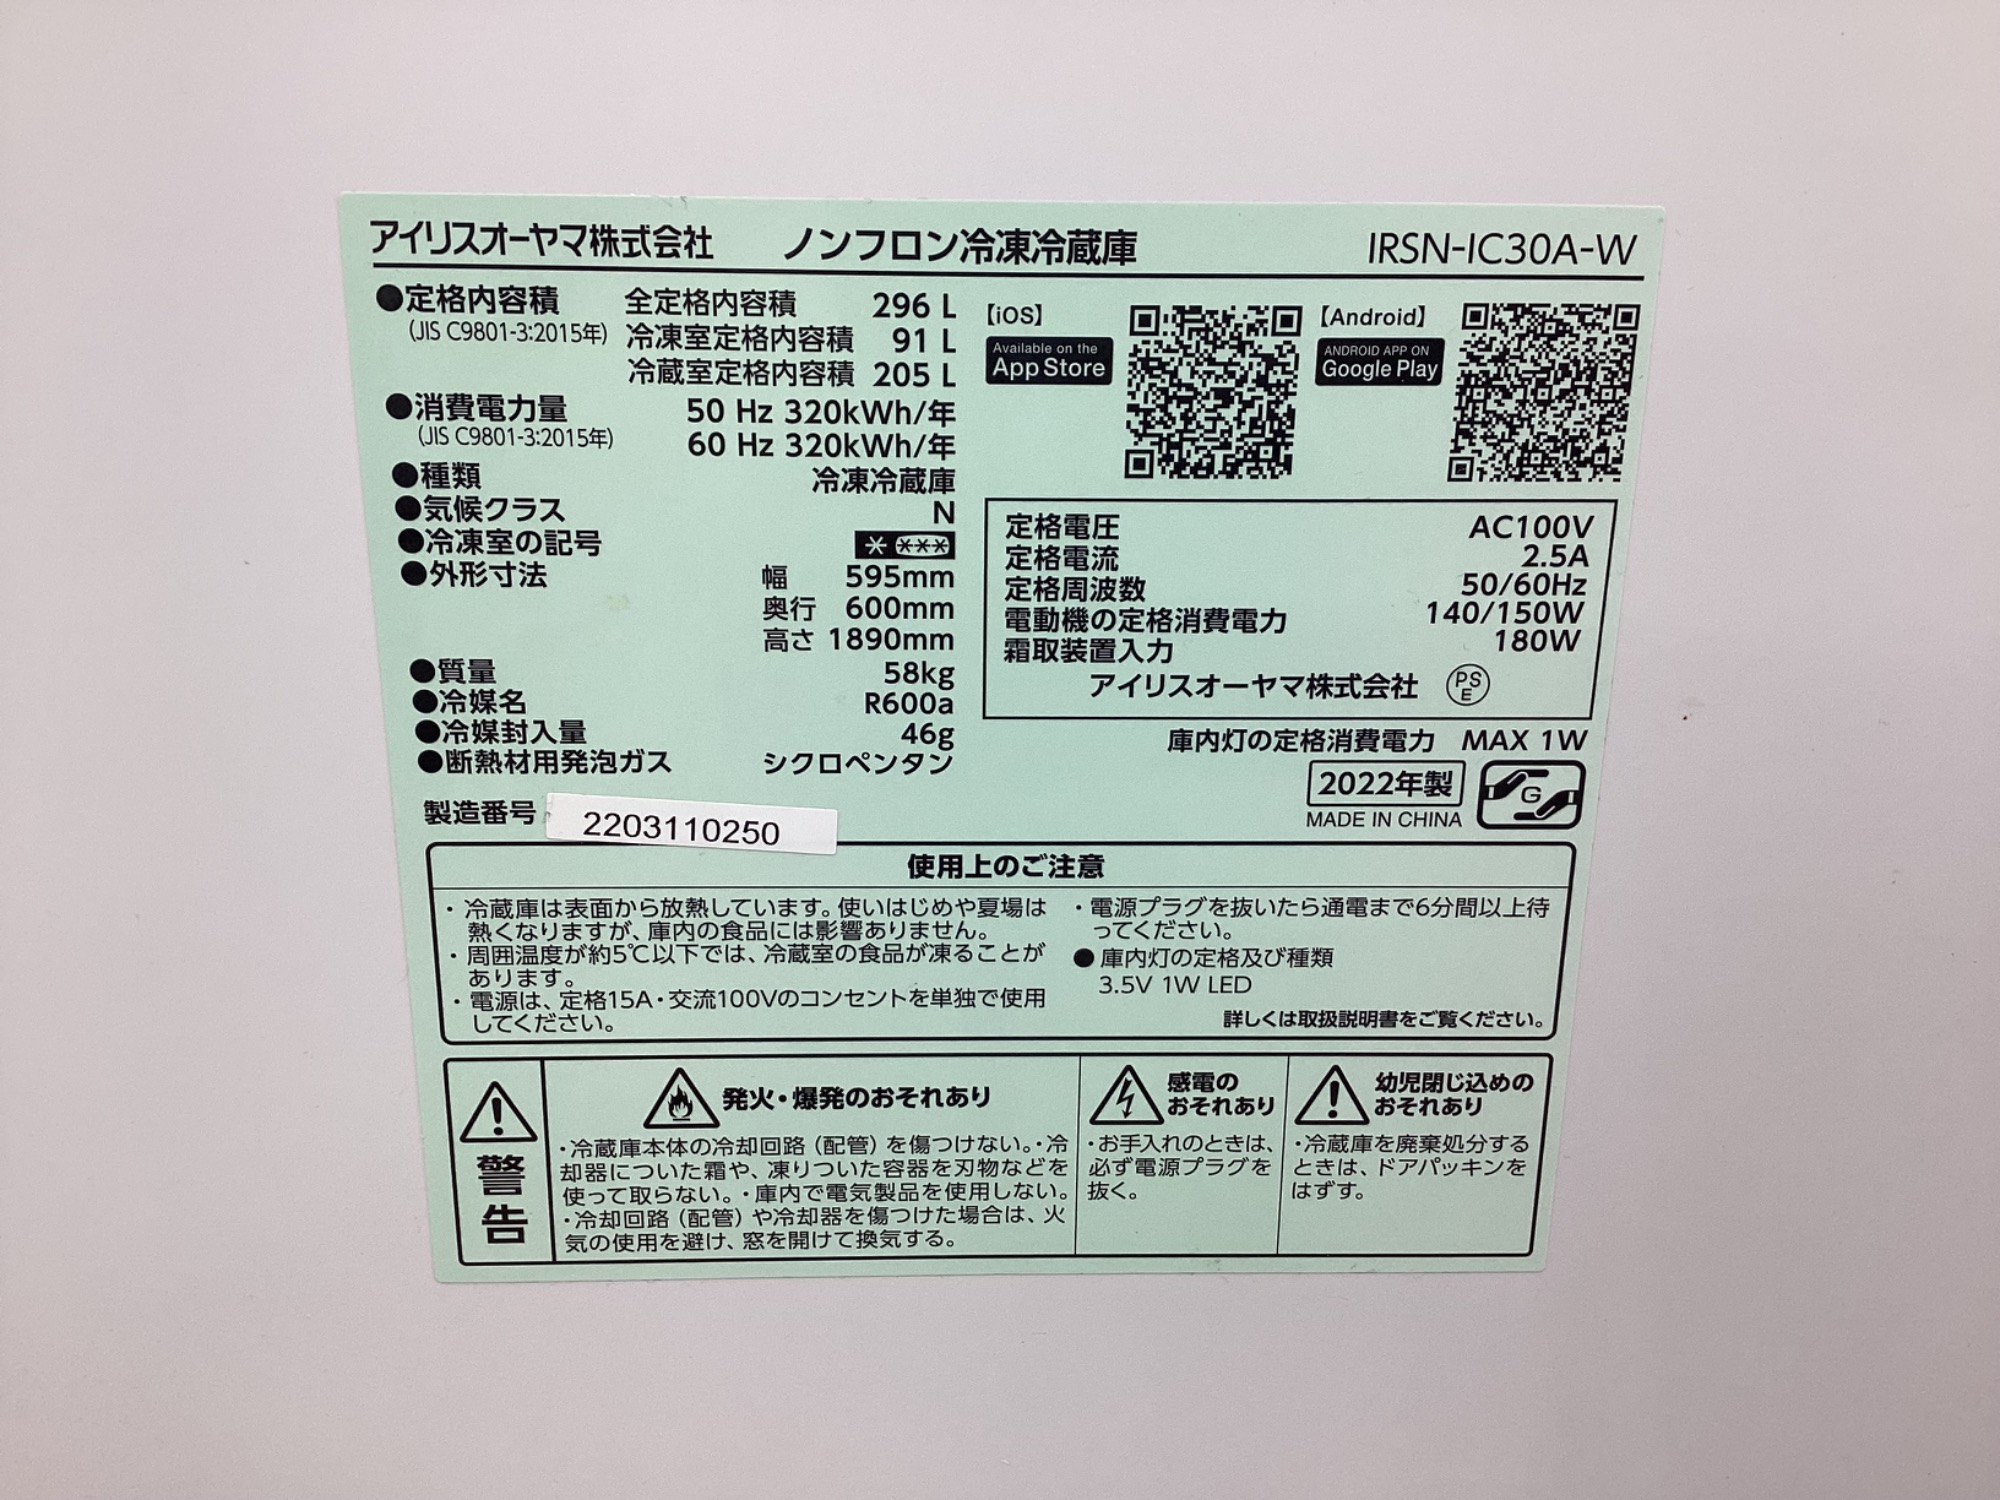 アイリスオーヤマ株式会社 ノンフロン冷凍冷蔵庫 IRSN-IC30A-W
●定格内容積 全定格内容積 296 L
(JIS C9801-3:2015年) 冷凍室定格内容積 91 L
冷蔵室定格内容積 205 L
●消費電力量 50 Hz 320kWh/年
(JIS C9801-3:2015年) 60 Hz 320kWh/年
●種類 冷凍冷蔵庫
●気候クラス N
●冷凍室の記号 * ***
●外形寸法 幅 595mm
奥行 600mm
高さ 1890mm
●質量 58kg
●冷媒名 R600a
●冷媒封入量 46g
●断熱材用発泡ガス シクロペンタン
製造番号 2203110250
【iOS】
Available on the
App Store
【Android】
ANDROID APP ON
Google Play
定格電圧 AC100V
定格電流 2.5A
定格周波数 50/60Hz
電動機の定格消費電力 140/150W
霜取装置入力 180W
アイリスオーヤマ株式会社 PS E
庫内灯の定格消費電力 MAX 1W
2022年製
MADE IN CHINA
G
使用上のご注意
・冷蔵庫は表面から放熱しています。使いはじめや夏場は
熱くなりますが、庫内の食品には影響ありません。
・周囲温度が約5℃以下では、冷蔵室の食品が凍ることが
あります。
・電源は、定格15A・交流100Vのコンセントを単独で使用
してください。
・電源プラグを抜いたら通電まで6分間以上待
ってください。
●庫内灯の定格及び種類
3.5V 1W LED
詳しくは取扱説明書をご覧ください。
警告
発火・爆発のおそれあり
・冷蔵庫本体の冷却回路（配管）を傷つけない。・冷
却器についた霜や、凍りついた容器を刃物などを
使って取らない。・庫内で電気製品を使用しない。
・冷却回路（配管）や冷却器を傷つけた場合は、火
気の使用を避け、窓を開けて換気する。
感電の
おそれあり
・お手入れのときは、
必ず電源プラグを
抜く。
幼児閉じ込めの
おそれあり
・冷蔵庫を廃棄処分する
ときは、ドアパッキンを
はずす。